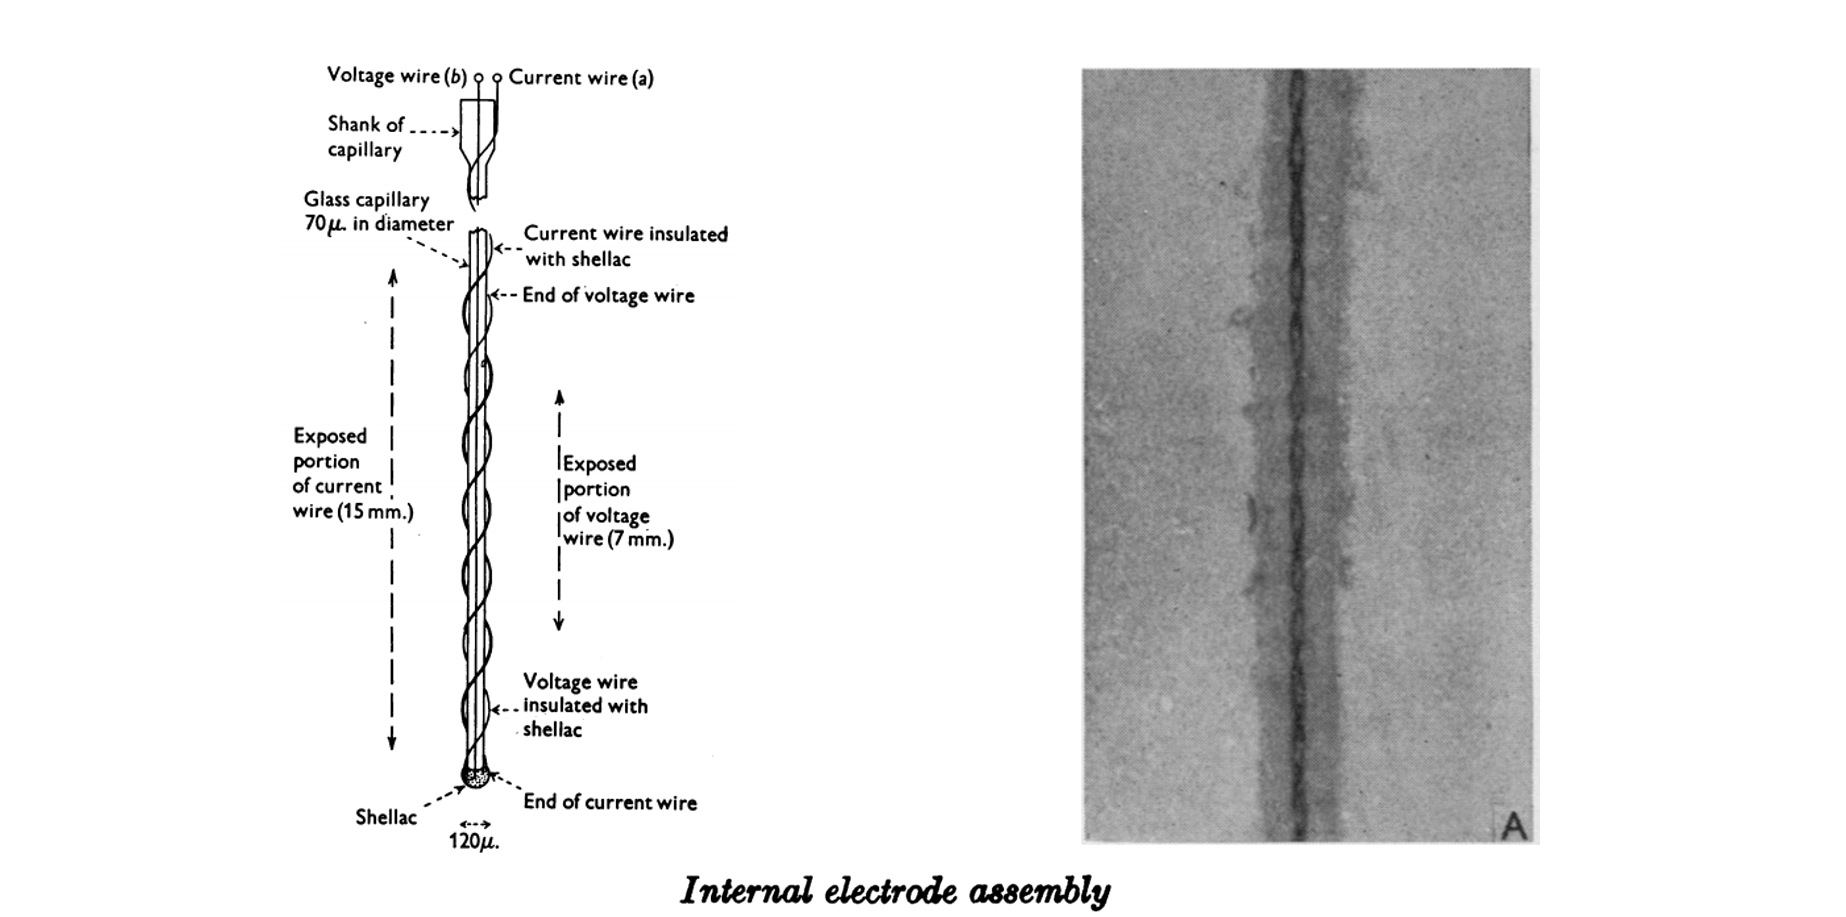 Voltage wire (b)
Current wire (a)
Shank of
capillary
Glass capillary
70μ. in diameter
Current wire insulated
with shellac
End of voltage wire
Exposed
portion
of current
wire (15 mm.)
Exposed
portion
of voltage
wire (7 mm.)
Voltage wire
insulated with
shellac
Shellac
End of current wire
120μ.
A
Internal electrode assembly